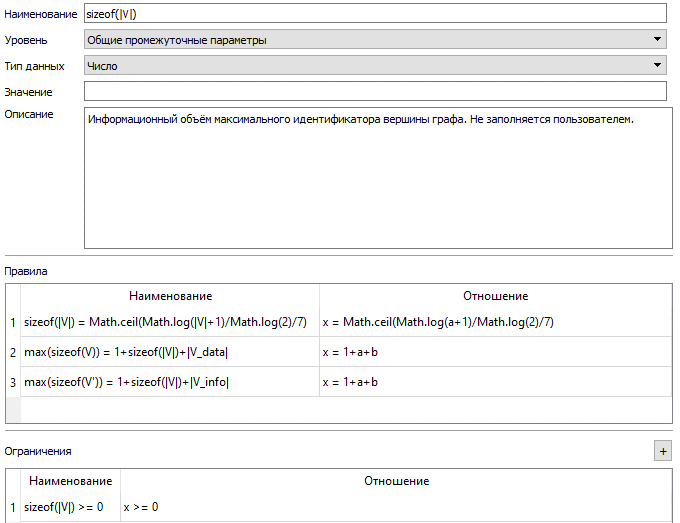 Наименование sizeof(|V|)
Уровень Общие промежуточные параметры
Тип данных Число
Значение
Описание Информационный объём максимального идентификатора вершины графа. Не заполняется пользователем.
Правила
Наименование Отношение
1 sizeof(|V|) = Math.ceil(Math.log(|V|+1)/Math.log(2)/7) x = Math.ceil(Math.log(a+1)/Math.log(2)/7)
2 max(sizeof(V)) = 1+sizeof(|V|)+|V_data| x = 1+a+b
3 max(sizeof(V')) = 1+sizeof(|V|)+|V_info| x = 1+a+b
Ограничения +
Наименование Отношение
1 sizeof(|V|) >= 0 x >= 0